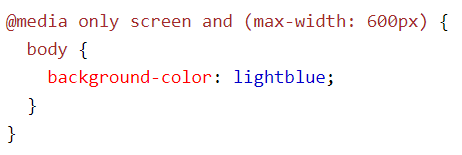 @media only screen and (max-width: 600px) {
  body {
    background-color: lightblue;
  }
}